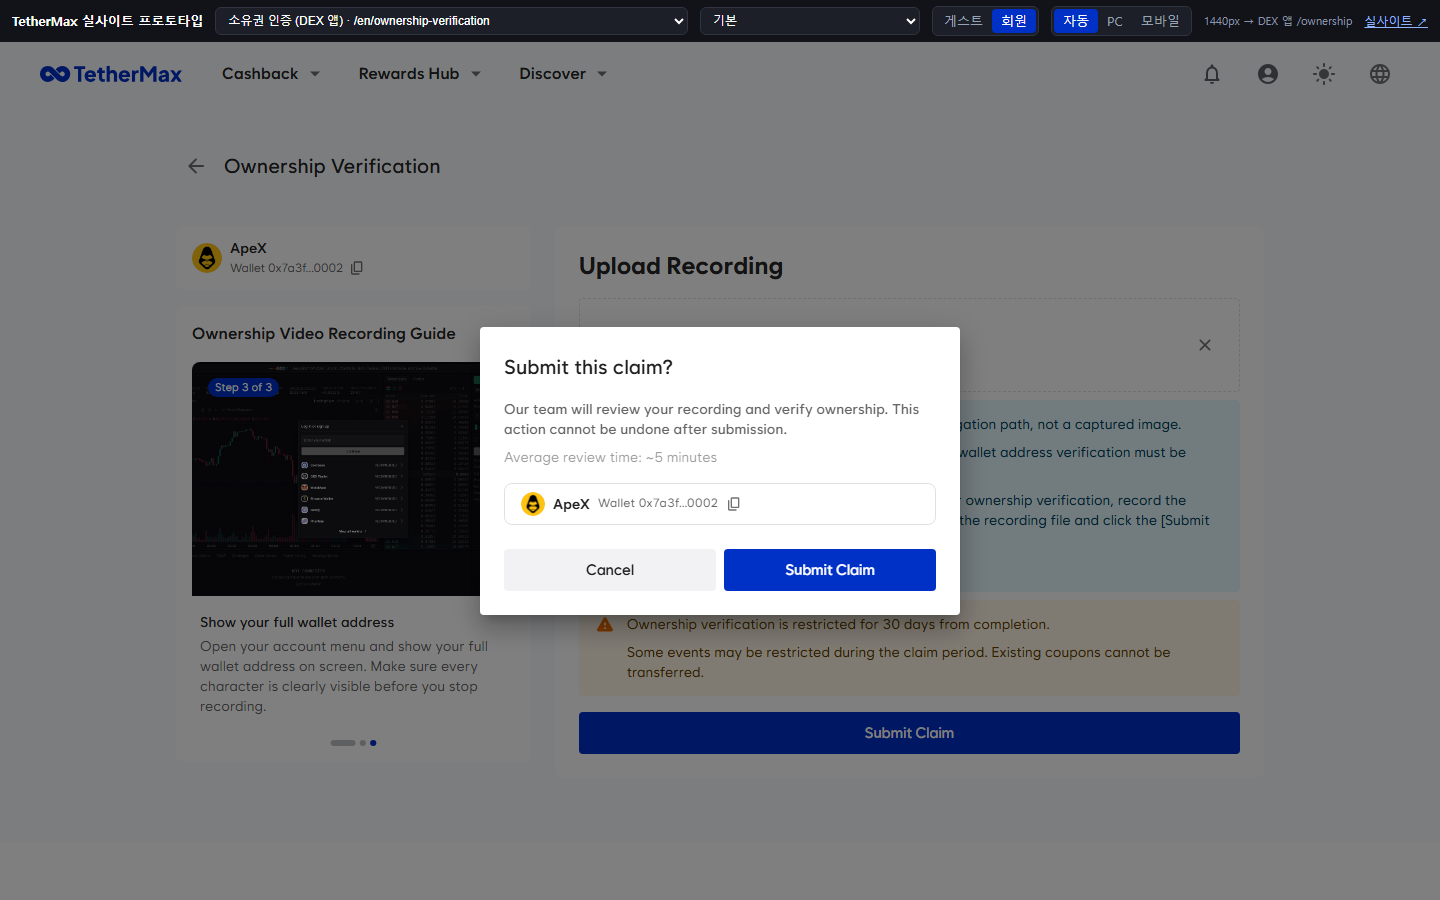 TetherMax 실사이트 프로토타입
소유권 인증 (DEX 앱) · /en/ownership-verification
기본
게스트 회원
자동 PC 모바일
1440px → DEX 앱 /ownership
실사이트 ↗
TetherMax
Cashback
Rewards Hub
Discover
Ownership Verification
ApeX
Wallet 0x7a3f...0002
Ownership Video Recording Guide
Step 3 of 3
Show your full wallet address
Open your account menu and show your full
wallet address on screen. Make sure every
character is clearly visible before you stop
recording.
Upload Recording
gation path, not a captured image.
wallet address verification must be
ownership verification, record the
the recording file and click the [Submit
Ownership verification is restricted for 30 days from completion.
Some events may be restricted during the claim period. Existing coupons cannot be
transferred.
Submit Claim
Submit this claim?
Our team will review your recording and verify ownership. This
action cannot be undone after submission.
Average review time: ~5 minutes
ApeX Wallet 0x7a3f...0002
Cancel
Submit Claim